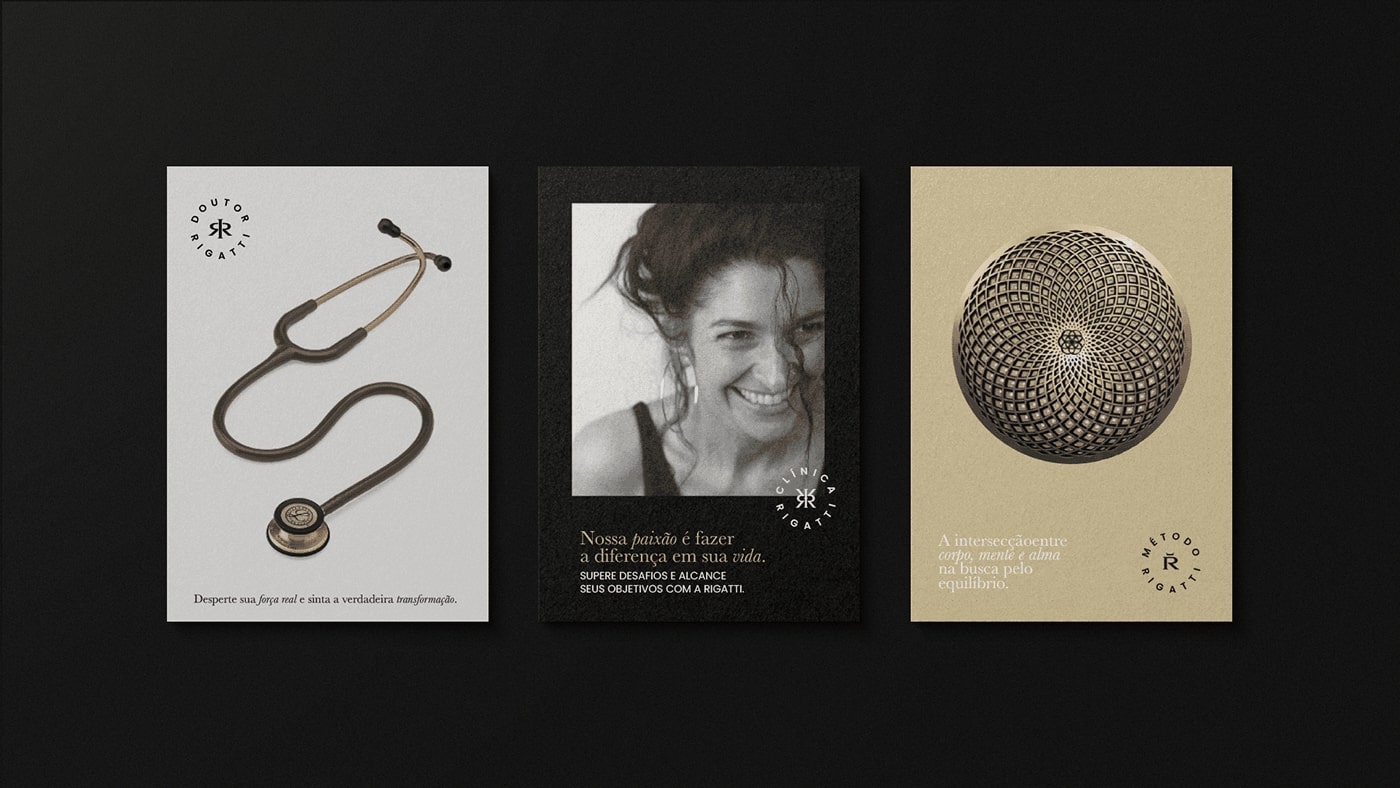 DOUTOR RIGATTI
Desperte sua força real e sinta a verdadeira transformação.
CLÍNICA RIGATTI
Nossa paixão é fazer
a diferença em sua vida.
SUPERE DESAFIOS E ALCANCE
SEUS OBJETIVOS COM A RIGATTI.
A intersecçãoentre
corpo, mente e alma
na busca pelo
equilíbrio.
MÉTODO RIGATTI
Ř